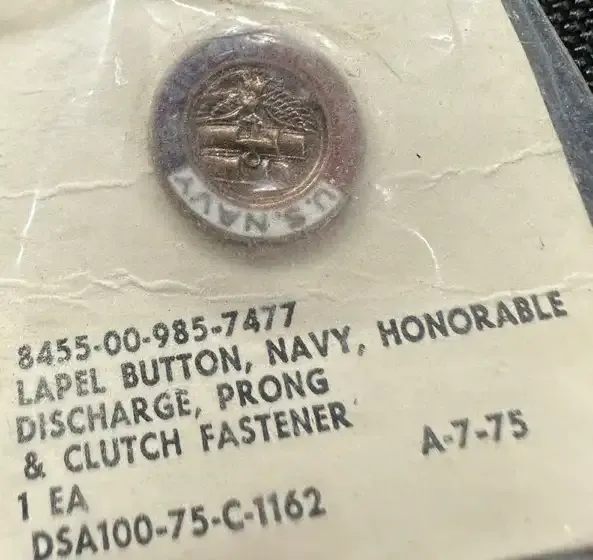 U.S. NAVY
8455-00-985-7477
LAPEL BUTTON, NAVY, HONORABLE
DISCHARGE, PRONG
& CLUTCH FASTENER
A-7-75
1 EA
DSA100-75-C-1162